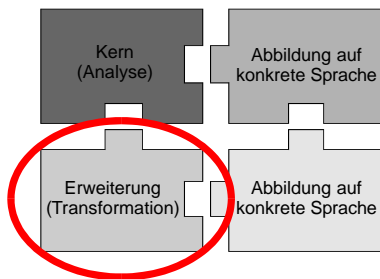 Kern
(Analyse)
Abbildung auf
konkrete Sprache
Erweiterung
(Transformation)
Abbildung auf
konkrete Sprache